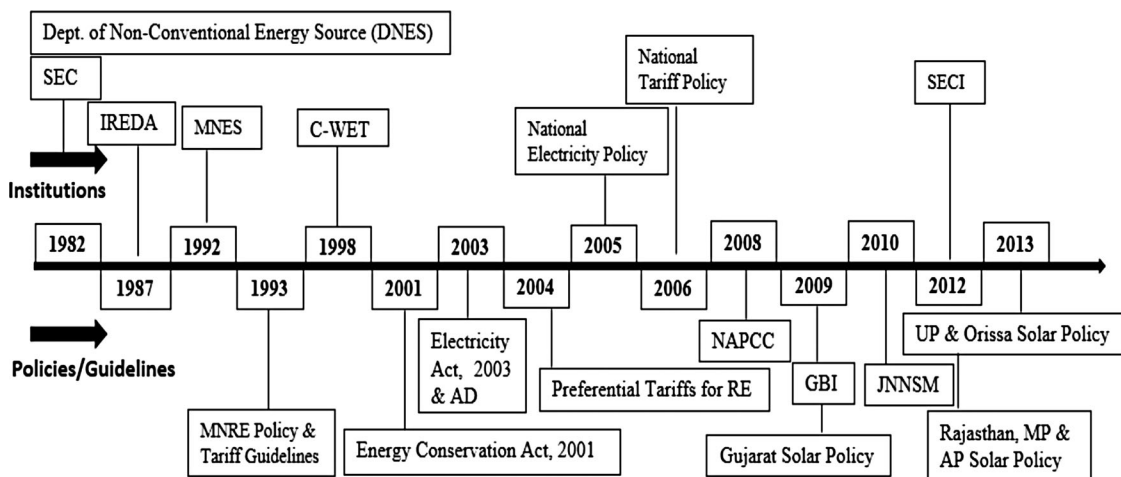 Dept. of Non-Conventional Energy Source (DNES)
SEC
IREDA
MNES
C-WET
National
Electricity Policy
National
Tariff Policy
SECI
Institutions
1982
1987
1992
1993
1998
2001
2003
2004
2005
2006
2008
2009
2010
2012
2013
Policies/Guidelines
MNRE Policy &
Tariff Guidelines
Energy Conservation Act, 2001
Electricity
Act, 2003
& AD
Preferential Tariffs for RE
NAPCC
GBI
Gujarat Solar Policy
JNNSM
UP & Orissa Solar Policy
Rajasthan, MP &
AP Solar Policy